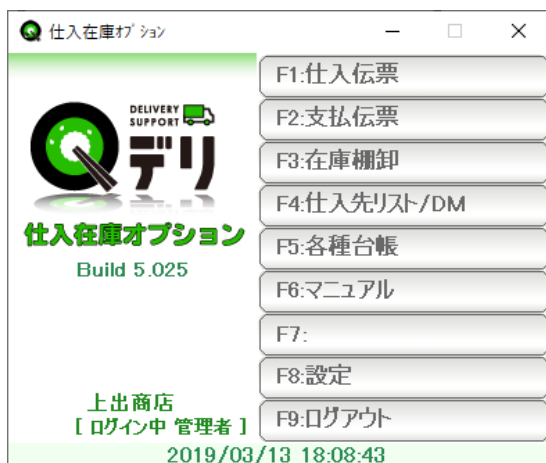 仕入在庫ｵﾌﾟｼｮﾝ
F1:仕入伝票
F2:支払伝票
F3:在庫棚卸
F4:仕入先リスト/DM
F5:各種台帳
F6:マニュアル
F7:
F8:設定
F9:ログアウト
DELIVERY
SUPPORT
Qデリ
仕入在庫オプション
Build 5.025
上出商店
[ ログイン中 管理者 ]
2019/03/13 18:08:43